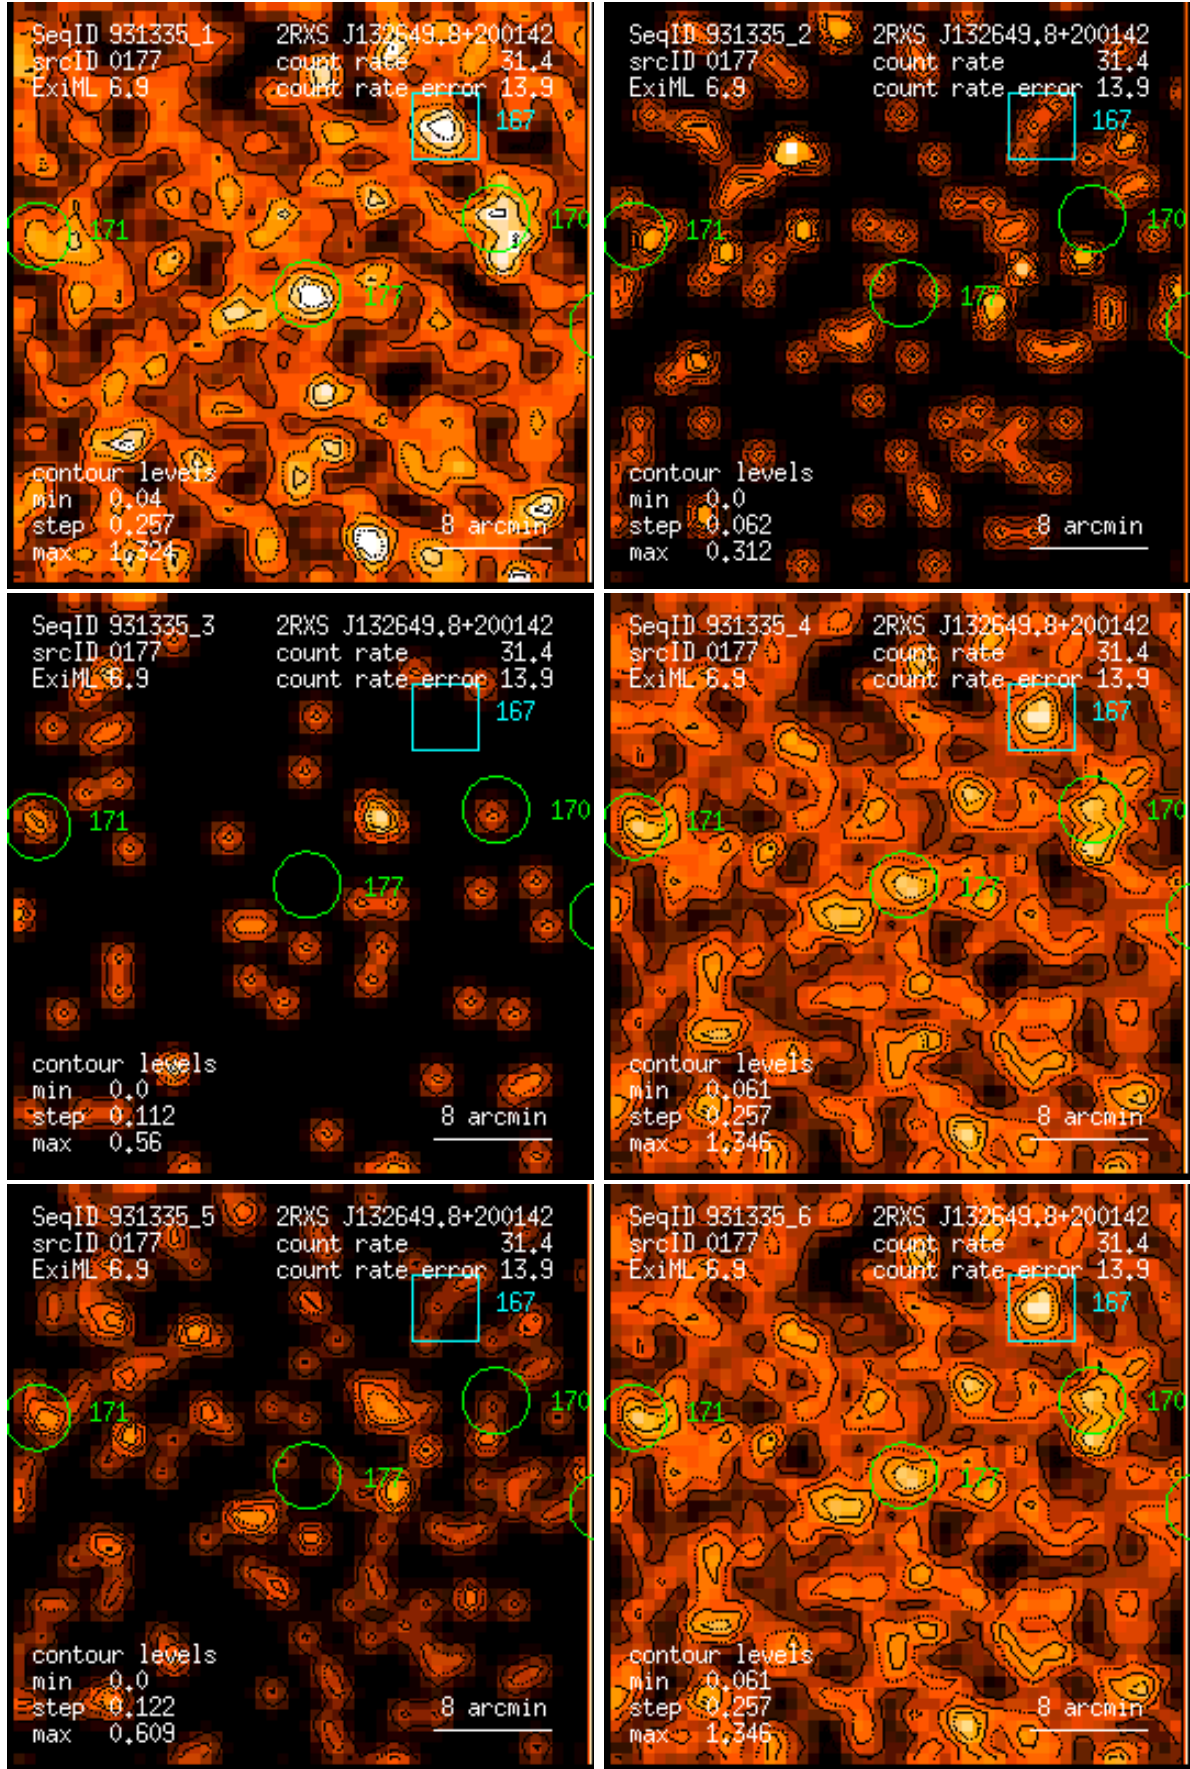 SeqID 931335_1 2RXS J132649.8+200142
srcID 0177 count rate 31.4
ExiML 6.9 count rate error 13.9
167
170
171
177
contour levels
min 0.04
step 0.257 8 arcmin
max 1.324
SeqID 931335_2 2RXS J132649.8+200142
srcID 0177 count rate 31.4
ExiML 6.9 count rate error 13.9
167
170
171
177
contour levels
min 0.0
step 0.062 8 arcmin
max 0.312
SeqID 931335_3 2RXS J132649.8+200142
srcID 0177 count rate 31.4
ExiML 6.9 count rate error 13.9
167
170
171
177
contour levels
min 0.0
step 0.112 8 arcmin
max 0.56
SeqID 931335_4 2RXS J132649.8+200142
srcID 0177 count rate 31.4
ExiML 6.9 count rate error 13.9
167
170
171
177
contour levels
min 0.061
step 0.257 8 arcmin
max 1.346
SeqID 931335_5 2RXS J132649.8+200142
srcID 0177 count rate 31.4
ExiML 6.9 count rate error 13.9
167
170
171
177
contour levels
min 0.0
step 0.122 8 arcmin
max 0.609
SeqID 931335_6 2RXS J132649.8+200142
srcID 0177 count rate 31.4
ExiML 6.9 count rate error 13.9
167
170
171
177
contour levels
min 0.061
step 0.257 8 arcmin
max 1.346